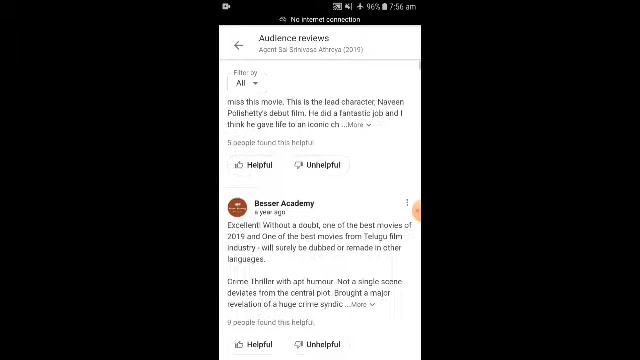 96% 7:56 am
No internet connection
Audience reviews
Agent Sai Srinivasa Athreya (2019)
Filter by
All
miss this movie. This is the lead character, Naveen
Polishetty's debut film. He did a fantastic job and I
think he gave life to an iconic ch ...More
5 people found this helpful.
Helpful Unhelpful
Besser Academy
a year ago
Excellent! Without a doubt, one of the best movies of
2019 and One of the best movies from Telugu film
industry - will surely be dubbed or remade in other
languages.
Crime Thriller with apt humour. Not a single scene
deviates from the central plot. Brought a major
revelation of a huge crime syndic ...More
9 people found this helpful.
Helpful Unhelpful